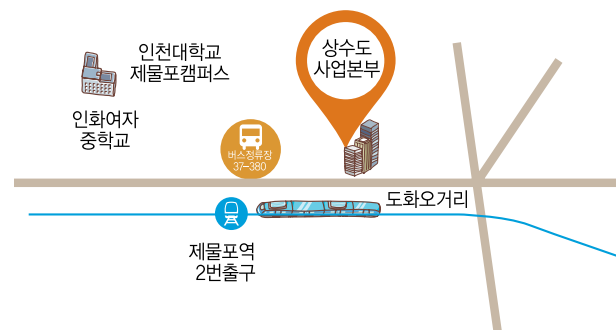 인천대학교
제물포캠퍼스
인화여자
중학교
상수도
사업본부
버스정류장
37-380
도화오거리
제물포역
2번출구